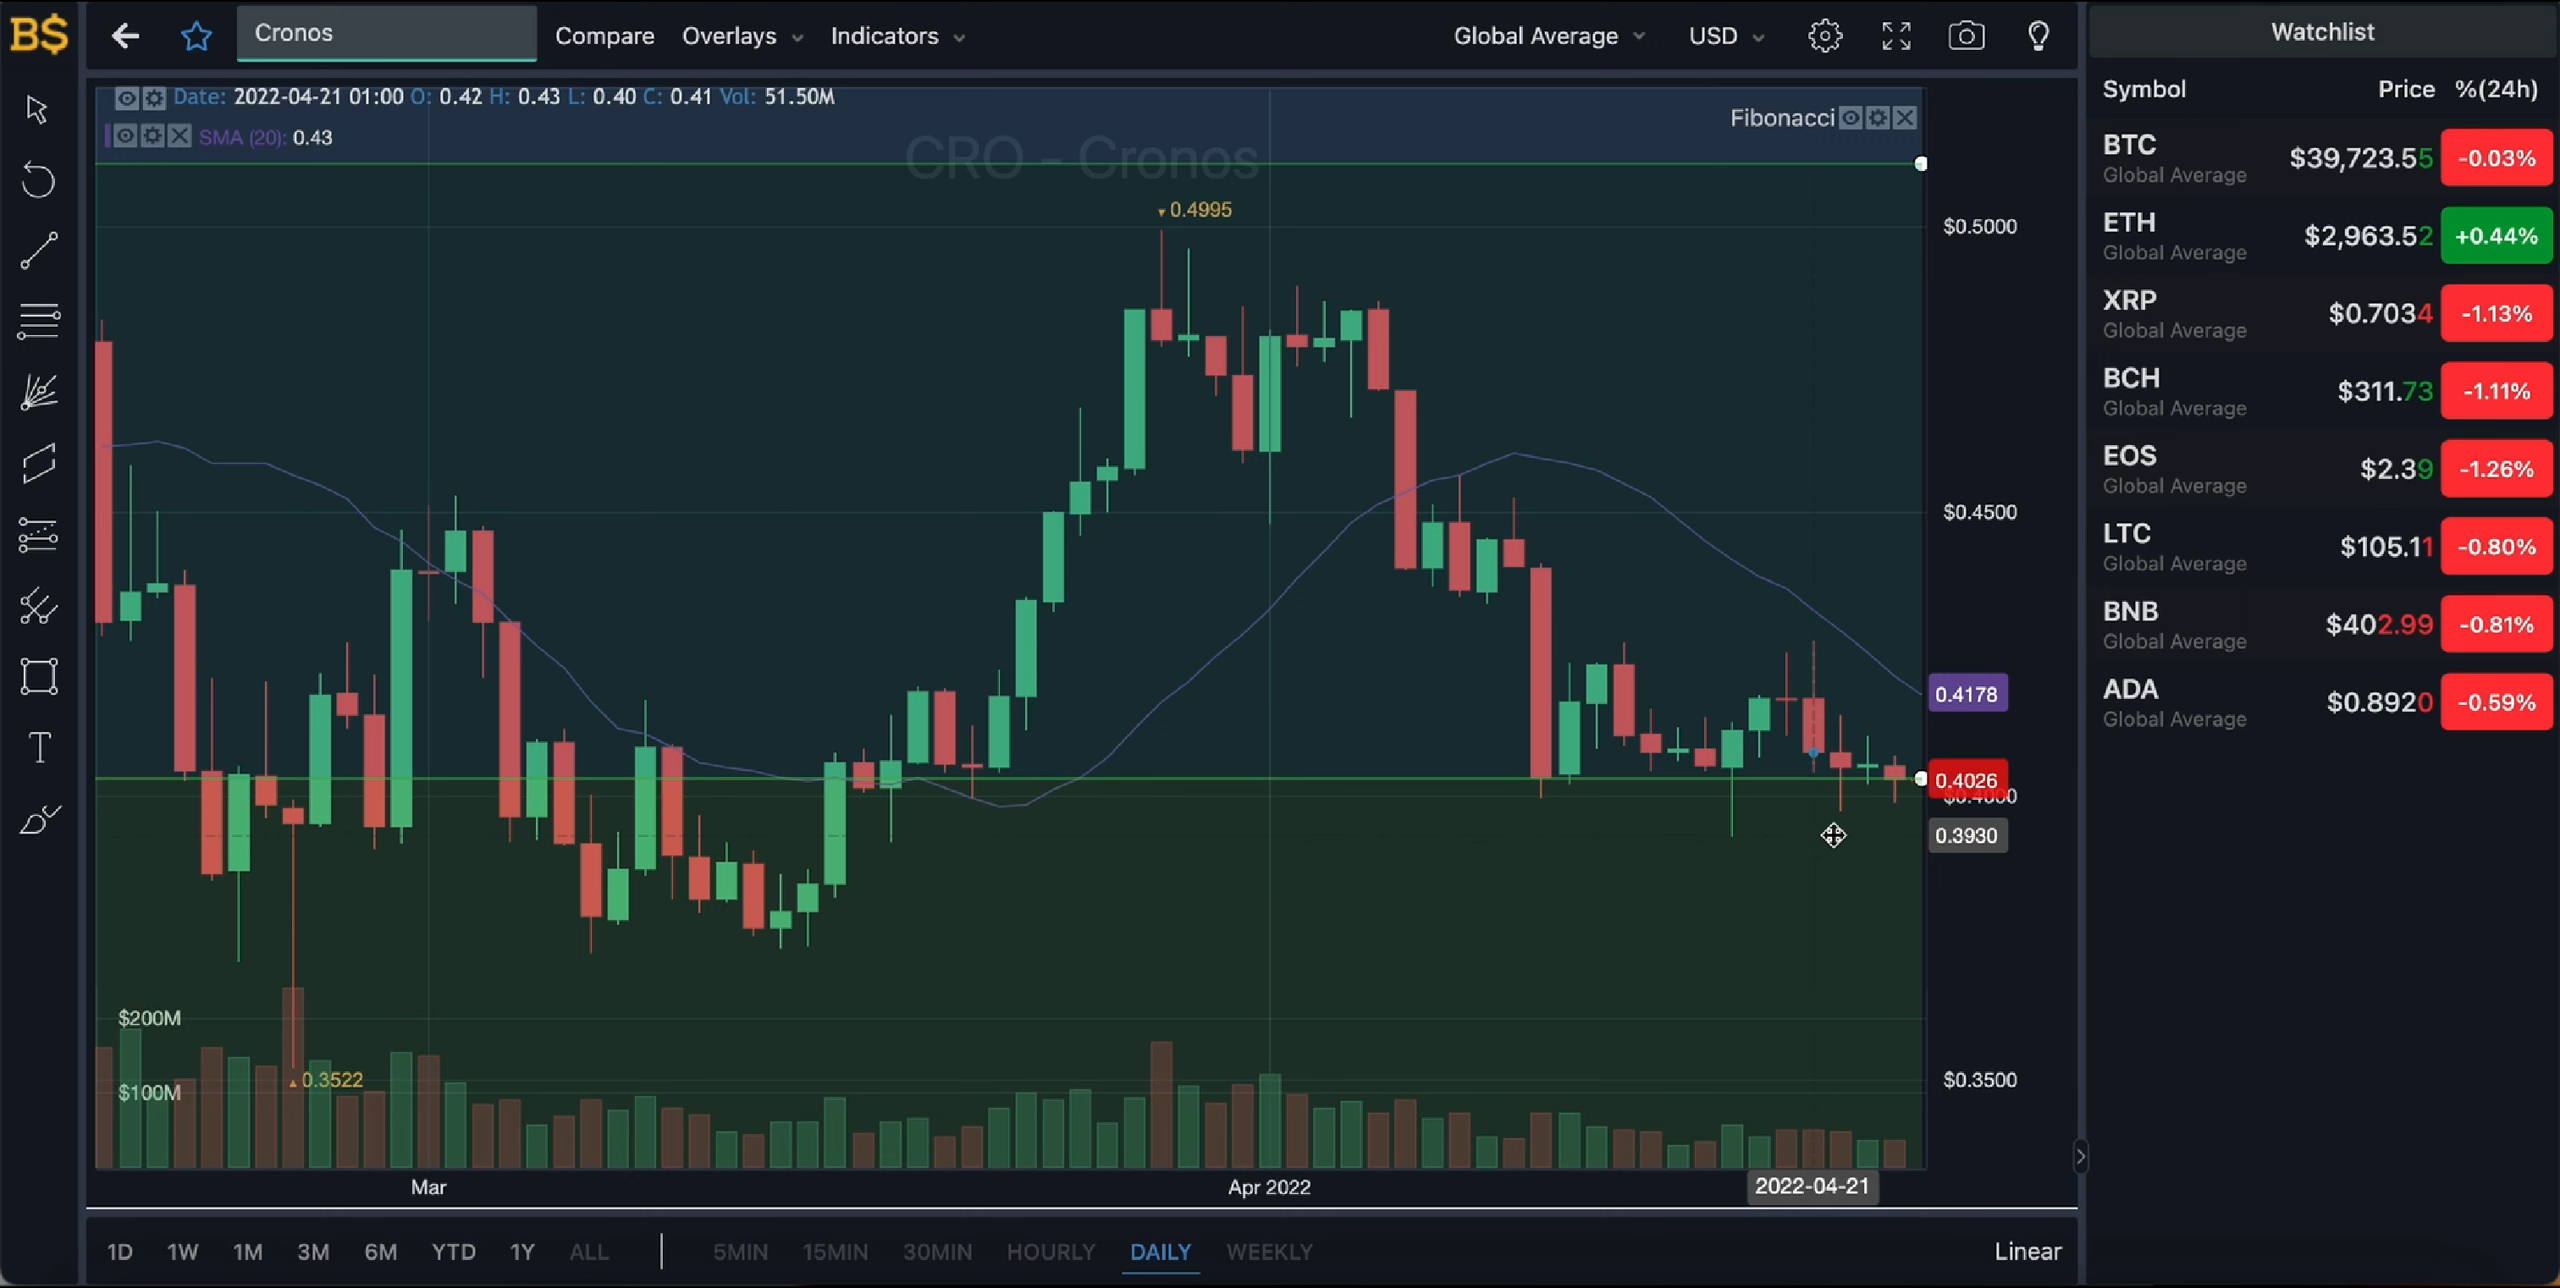 B$
Cronos
Compare Overlays Indicators
Global Average USD
Date: 2022-04-21 01:00 O: 0.42 H: 0.43 L: 0.40 C: 0.41 Vol: 51.50M
SMA (20): 0.43
Fibonacci
CRO - Cronos
0.4995
0.3522
$0.5000
$0.4500
0.4178
0.4026
$0.4000
0.3930
$0.3500
$200M
$100M
Mar Apr 2022 2022-04-21
1D 1W 1M 3M 6M YTD 1Y ALL 5MIN 15MIN 30MIN HOURLY DAILY WEEKLY Linear
Watchlist
Symbol Price %(24h)
BTC $39,723.55 -0.03%
Global Average
ETH $2,963.52 +0.44%
Global Average
XRP $0.7034 -1.13%
Global Average
BCH $311.73 -1.11%
Global Average
EOS $2.39 -1.26%
Global Average
LTC $105.11 -0.80%
Global Average
BNB $402.99 -0.81%
Global Average
ADA $0.8920 -0.59%
Global Average